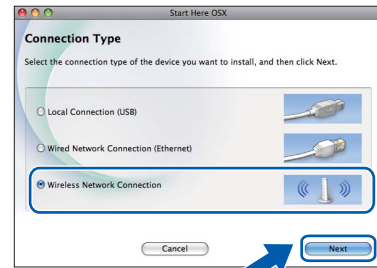 Start Here OSX
Connection Type
Select the connection type of the device you want to install, and then click Next.
Local Connection (USB)
Wired Network Connection (Ethernet)
Wireless Network Connection
Cancel
Next